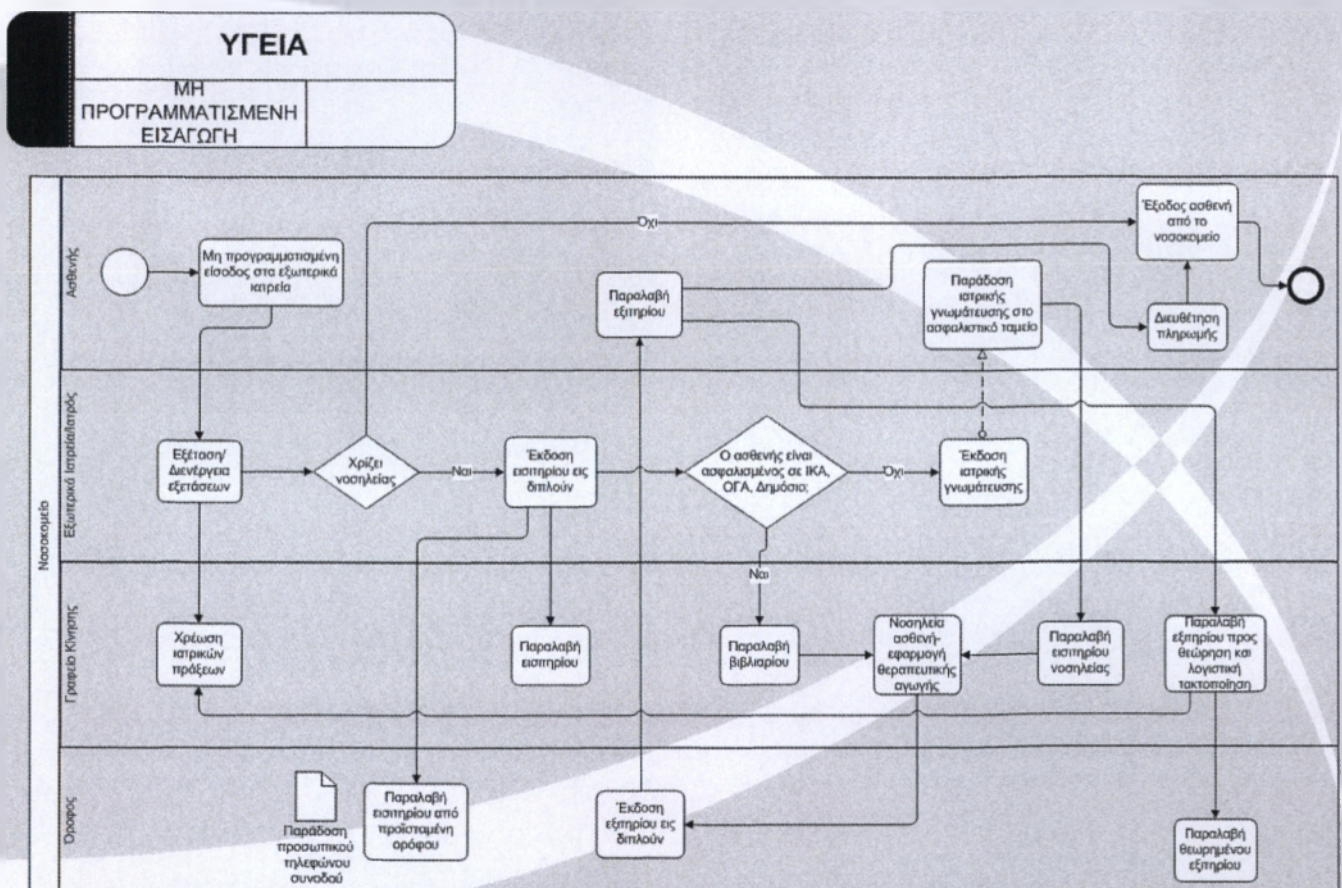 ΥΓΕΙΑ
ΜΗ
ΠΡΟΓΡΑΜΜΑΤΙΣΜΕΝΗ
ΕΙΣΑΓΩΓΗ
Νοσοκομείο
Ασθενής
Μη προγραμματισμένη
είσοδος στα εξωτερικά
ιατρεία
Όχι
Έξοδος ασθενή
από το
νοσοκομείο
Παραλαβή
εξιτηρίου
Παράδοση
ιατρικής
γνωμάτευσης στο
ασφαλιστικό ταμείο
Διευθέτηση
πληρωμής
Εξωτερικά Ιατρεία/Ιατρός
Εξέταση/
Διενέργεια
εξετάσεων
Χρίζει
νοσηλείας
Ναι
Έκδοση
εισιτηρίου εις
διπλούν
Ο ασθενής είναι
ασφαλισμένος σε ΙΚΑ,
ΟΓΑ, Δημόσιο;
Όχι
Έκδοση
ιατρικής
γνωμάτευσης
Ναι
Γραφείο Κίνησης
Χρέωση
ιατρικών
πράξεων
Παραλαβή
εισιτηρίου
Παραλαβή
βιβλιαρίου
Νοσηλεία
ασθενή-
εφαρμογή
θεραπευτικής
αγωγής
Παραλαβή
εισιτηρίου
νοσηλείας
Παραλαβή
εξιτηρίου προς
θεώρηση και
λογιστική
τακτοποίηση
Όροφος
Παράδοση
προσωπικού
τηλεφώνου
συνοδού
Παραλαβή
εισιτηρίου από
προϊσταμένη
ορόφου
Έκδοση
εξιτηρίου εις
διπλούν
Παραλαβή
θεωρημένου
εξιτηρίου